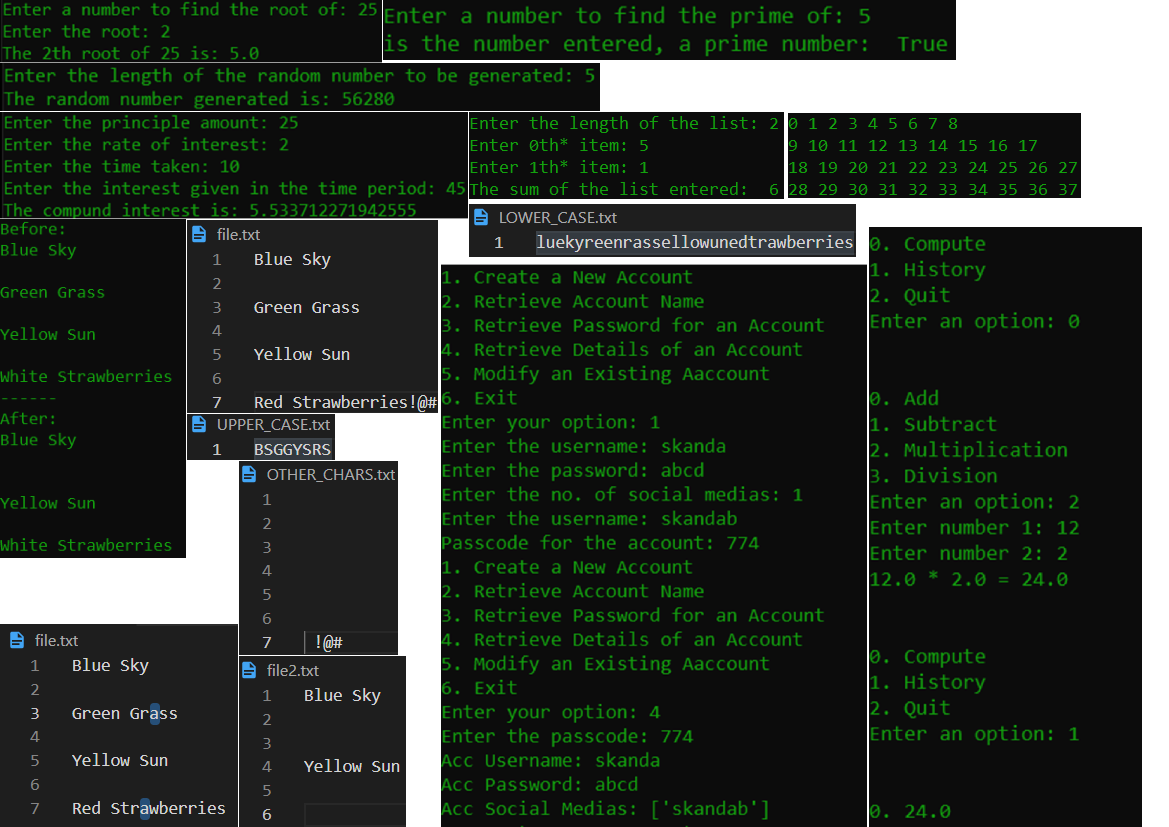 Enter a number to find the root of: 25
Enter the root: 2
The 2th root of 25 is: 5.0
Enter a number to find the prime of: 5
is the number entered, a prime number:  True
Enter the length of the random number to be generated: 5
The random number generated is: 56280
Enter the principle amount: 25
Enter the rate of interest: 2
Enter the time taken: 10
Enter the interest given in the time period: 45
The compund interest is: 5.533712271942555
Enter the length of the list: 2
Enter 0th* item: 5
Enter 1th* item: 1
The sum of the list entered:  6
0 1 2 3 4 5 6 7 8
9 10 11 12 13 14 15 16 17
18 19 20 21 22 23 24 25 26 27
28 29 30 31 32 33 34 35 36 37
Before:
Blue Sky
Green Grass
Yellow Sun
White Strawberries
------
After:
Blue Sky
Yellow Sun
White Strawberries
file.txt
1 Blue Sky
2
3 Green Grass
4
5 Yellow Sun
6
7 Red Strawberries!@#
UPPER_CASE.txt
1 BSGGYSRS
OTHER_CHARS.txt
1
2
3
4
5
6
7 !@#
LOWER_CASE.txt
1 luekyreenrassellowunedtrawberries
file.txt
1 Blue Sky
2
3 Green Grass
4
5 Yellow Sun
6
7 Red Strawberries
file2.txt
1 Blue Sky
2
3
4 Yellow Sun
5
6
1. Create a New Account
2. Retrieve Account Name
3. Retrieve Password for an Account
4. Retrieve Details of an Account
5. Modify an Existing Aaccount
6. Exit
Enter your option: 1
Enter the username: skanda
Enter the password: abcd
Enter the no. of social medias: 1
Enter the username: skandab
Passcode for the account: 774
1. Create a New Account
2. Retrieve Account Name
3. Retrieve Password for an Account
4. Retrieve Details of an Account
5. Modify an Existing Aaccount
6. Exit
Enter your option: 4
Enter the passcode: 774
Acc Username: skanda
Acc Password: abcd
Acc Social Medias: ['skandab']
0. Compute
1. History
2. Quit
Enter an option: 0
0. Add
1. Subtract
2. Multiplication
3. Division
Enter an option: 2
Enter number 1: 12
Enter number 2: 2
12.0 * 2.0 = 24.0
0. Compute
1. History
2. Quit
Enter an option: 1
0. 24.0